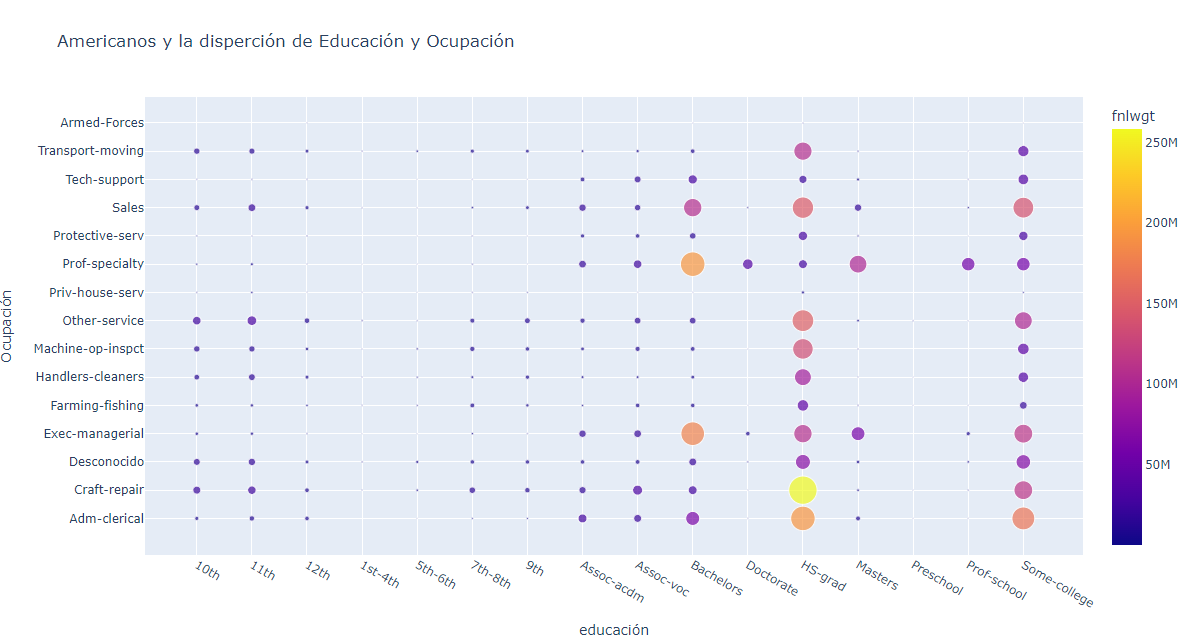 Americanos y la disperción de Educación y Ocupación
fnlwgt
250M
200M
150M
100M
50M
Ocupación
Armed-Forces
Transport-moving
Tech-support
Sales
Protective-serv
Prof-specialty
Priv-house-serv
Other-service
Machine-op-inspct
Handlers-cleaners
Farming-fishing
Exec-managerial
Desconocido
Craft-repair
Adm-clerical
10th
11th
12th
1st-4th
5th-6th
7th-8th
9th
Assoc-acdm
Assoc-voc
Bachelors
Doctorate
HS-grad
Masters
Preschool
Prof-school
Some-college
educación